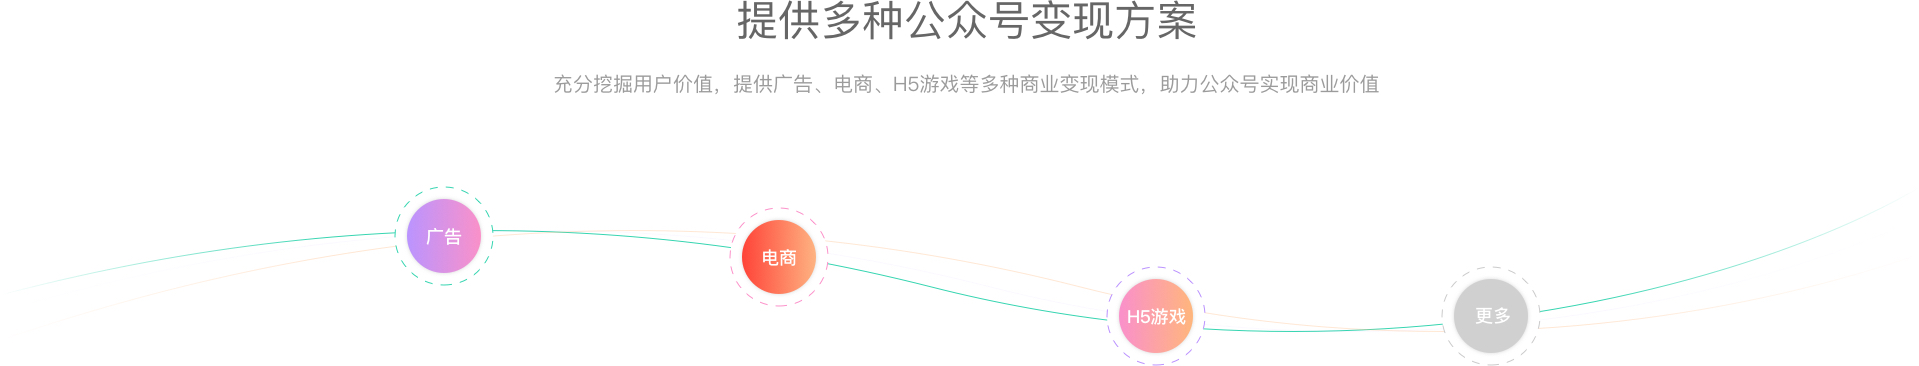 提供多种公众号变现方案
充分挖掘用户价值，提供广告、电商、H5游戏等多种商业变现模式，助力公众号实现商业价值
广告
电商
H5游戏
更多